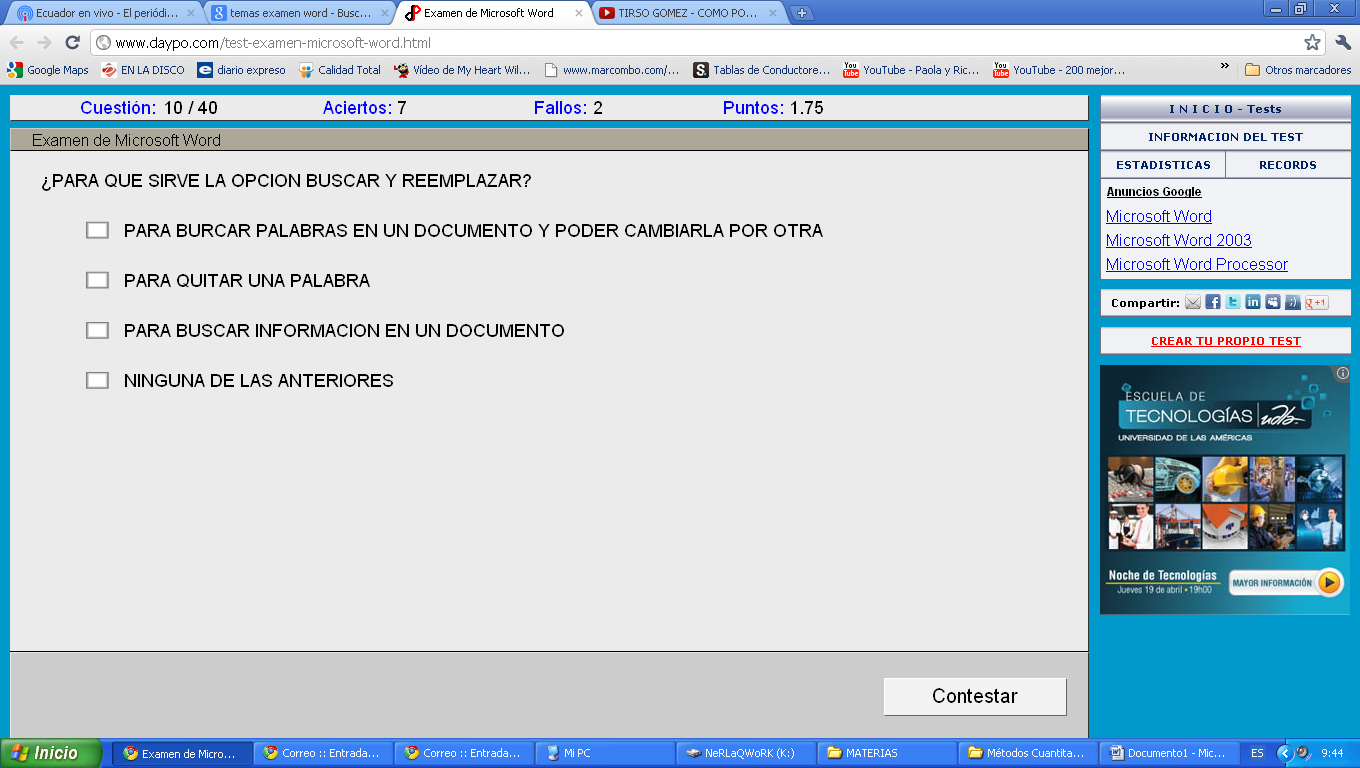 Ecuador en vivo - El periódi...
temas examen word - Busc...
Examen de Microsoft Word
TIRSO GOMEZ - COMO PO...
www.daypo.com/test-examen-microsoft-word.html
Google Maps
EN LA DISCO
diario expreso
Calidad Total
Vídeo de My Heart Wil...
www.marcombo.com/...
Tablas de Conductore...
YouTube - Paola y Ric...
YouTube - 200 mejor...
»
Otros marcadores
Cuestión: 10 / 40
Aciertos: 7
Fallos: 2
Puntos: 1.75
Examen de Microsoft Word
¿PARA QUE SIRVE LA OPCION BUSCAR Y REEMPLAZAR?
PARA BURCAR PALABRAS EN UN DOCUMENTO Y PODER CAMBIARLA POR OTRA
PARA QUITAR UNA PALABRA
PARA BUSCAR INFORMACION EN UN DOCUMENTO
NINGUNA DE LAS ANTERIORES
Contestar
I N I C I O - Tests
INFORMACION DEL TEST
ESTADISTICAS
RECORDS
Anuncios Google
Microsoft Word
Microsoft Word 2003
Microsoft Word Processor
Compartir:
+1
CREAR TU PROPIO TEST
ESCUELA DE
TECNOLOGÍAS udla
UNIVERSIDAD DE LAS AMÉRICAS
Noche de Tecnologías
Jueves 19 de abril • 19h00
MAYOR INFORMACIÓN
Inicio
Examen de Micro...
Correo :: Entrada...
Correo :: Entrada...
Mi PC
NeRLaQWoRK (K:)
MATERIAS
Métodos Cuantita...
Documento1 - Mic...
ES
9:44